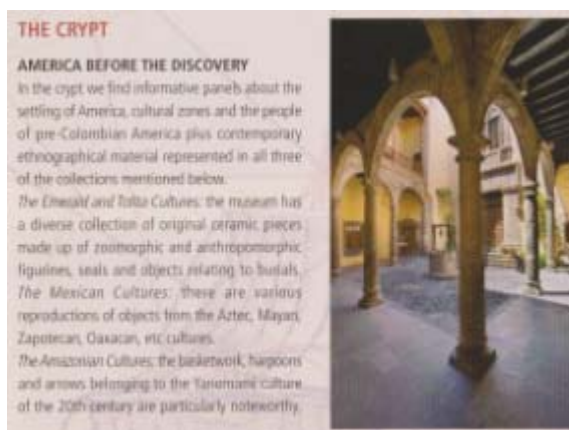 THE CRYPT
AMERICA BEFORE THE DISCOVERY
In the crypt we find informative panels about the
settling of America, cultural zones and the people
of pre-Colombian America plus contemporary
ethnographical material represented in all three
of the collections mentioned below.
The Emerald and Tolita Cultures: the museum has
a diverse collection of original ceramic pieces
made up of zoomorphic and anthropomorphic
figurines, seals and objects relating to burials.
The Mexican Cultures: there are various
reproductions of objects from the Aztec, Mayan,
Zapotecan, Oaxacan, etc cultures.
The Amazonian Cultures: the basketwork, harpoons
and arrows belonging to the Yanomami culture
of the 20th century are particularly noteworthy.